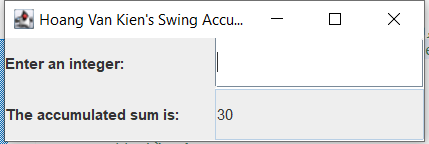 Hoang Van Kien's Swing Accu...
Enter an integer:
The accumulated sum is:
30